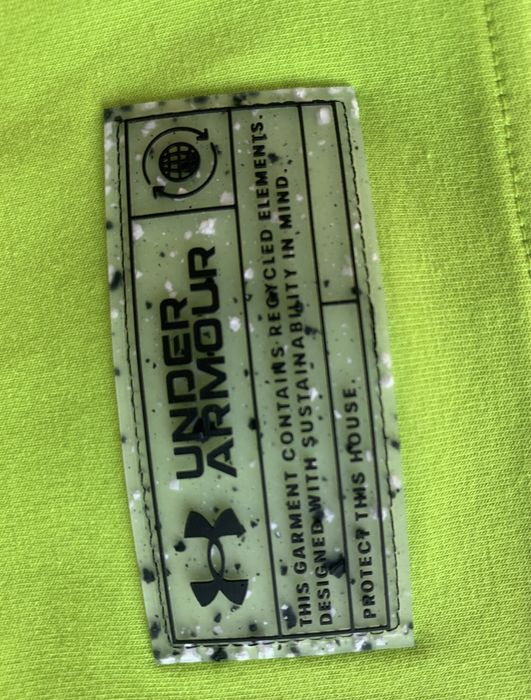 UNDER
ARMOUR
THIS GARMENT CONTAINS RECYCLED ELEMENTS.
DESIGNED WITH SUSTAINABILITY IN MIND.
PROTECT THIS HOUSE.